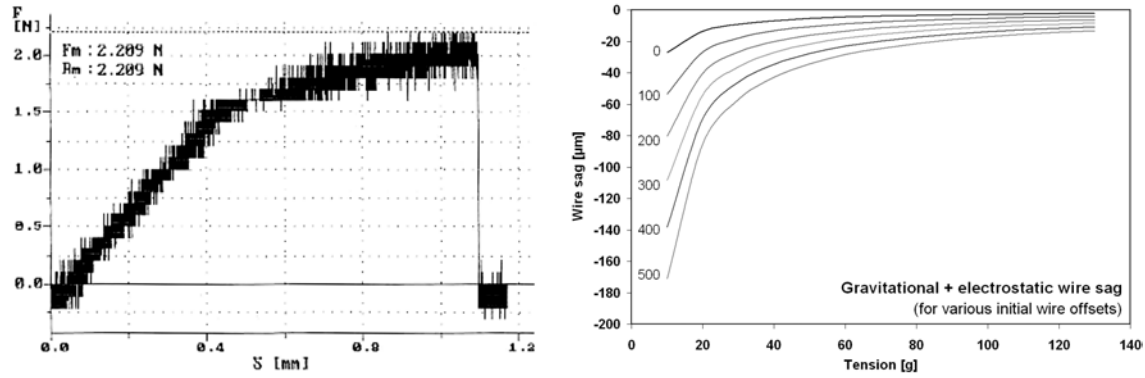 F
[N]
Fm : 2.209 N
Rm : 2.209 N
2.0
1.5
1.0
0.5
0.0
0.0 0.4 0.8 1.2
S [mm]
0
-20
-40
-60
-80
-100
-120
-140
-160
-180
-200
Wire sag [µm]
0
100
200
300
400
500
Gravitational + electrostatic wire sag
(for various initial wire offsets)
0 20 40 60 80 100 120 140
Tension [g]